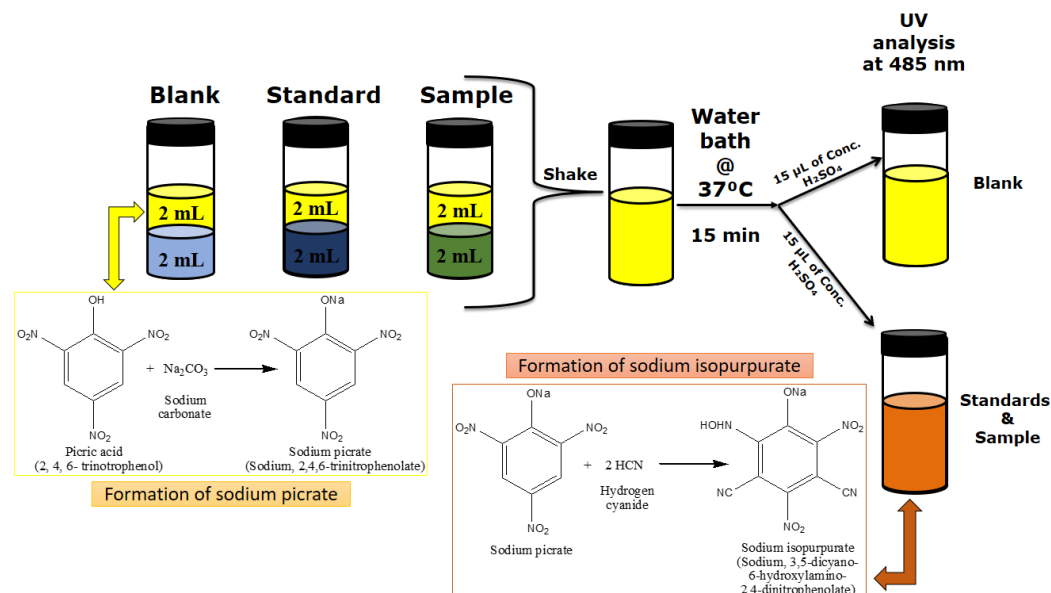 UV
analysis
at 485 nm
Blank
Standard
Sample
2 mL
2 mL
2 mL
2 mL
2 mL
2 mL
Shake
Water
bath
@
37⁰C
15 min
15 µL of Conc.
H₂SO₄
15 µL of Conc.
H₂SO₄
Blank
Standards
&
Sample
OH
O₂N
NO₂
NO₂
+ Na₂CO₃
Sodium
carbonate
ONa
O₂N
NO₂
NO₂
Picric acid
(2, 4, 6- trinotrophenol)
Sodium picrate
(Sodium, 2,4,6-trinitrophenolate)
Formation of sodium picrate
Formation of sodium isopurpurate
ONa
O₂N
NO₂
NO₂
Sodium picrate
+ 2 HCN
Hydrogen
cyanide
ONa
HOHN
NO₂
NC
CN
NO₂
Sodium isopurpurate
(Sodium, 3,5-dicyano-
6-hydroxylamino-
2,4-dinitrophenolate)